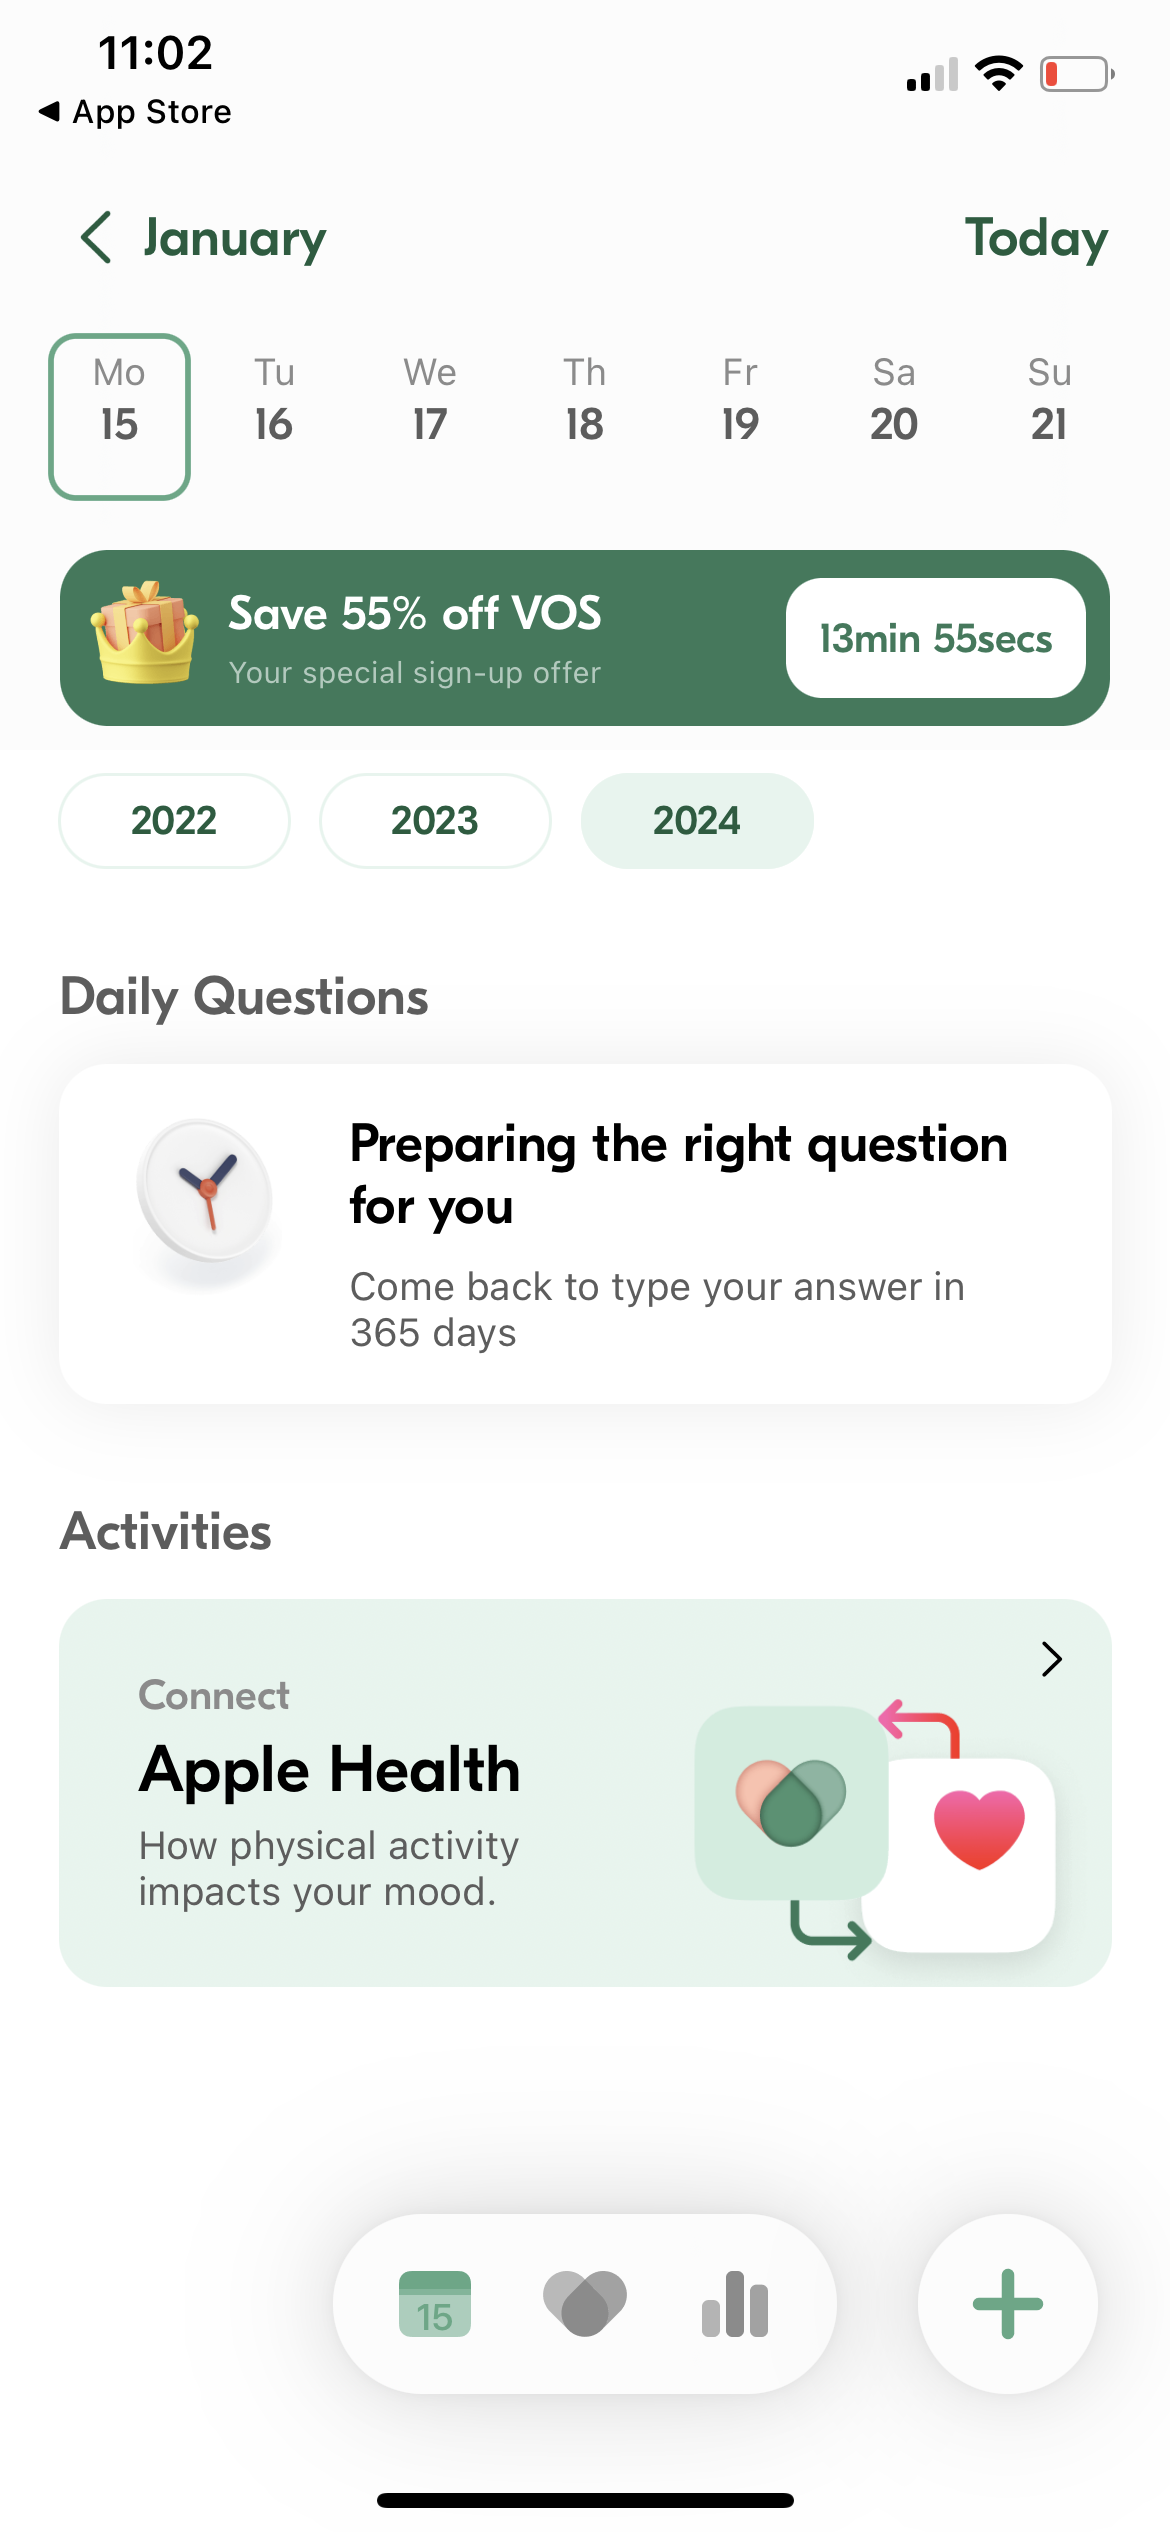 11:02
◀ App Store
January
Today
Mo Tu We Th Fr Sa Su
15 16 17 18 19 20 21
Save 55% off VOS
Your special sign-up offer
13min 55secs
2022 2023 2024
Daily Questions
Preparing the right question
for you
Come back to type your answer in
365 days
Activities
Connect
Apple Health
How physical activity
impacts your mood.
15